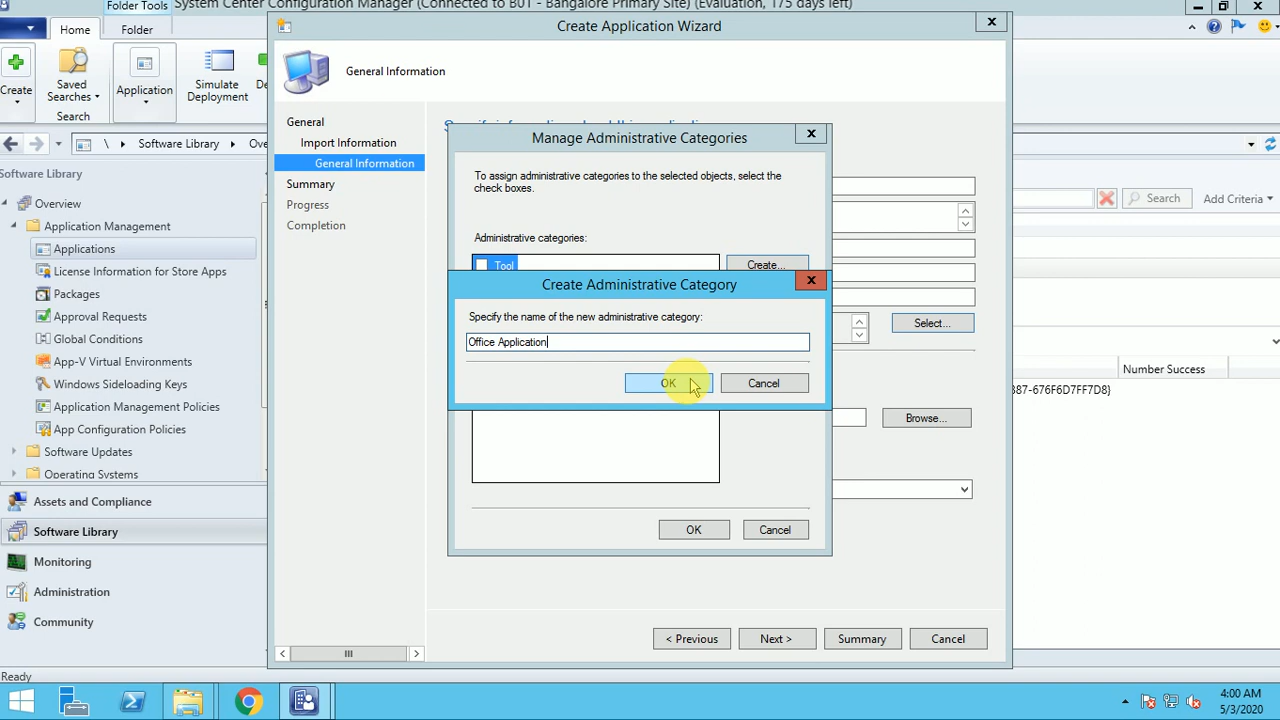 System Center Configuration Manager (Connected to B01 - Bangalore Primary Site) (Evaluation, 175 days left)
Folder Tools
Home
Folder
Create
Saved Searches
Application
Simulate Deployment
Search
Create Application Wizard
General Information
\ Software Library
Software Library
Overview
Application Management
Applications
License Information for Store Apps
Packages
Approval Requests
Global Conditions
App-V Virtual Environments
Windows Sideloading Keys
Application Management Policies
App Configuration Policies
Software Updates
Operating Systems
Assets and Compliance
Software Library
Monitoring
Administration
Community
Ready
General
Import Information
General Information
Summary
Progress
Completion
Manage Administrative Categories
To assign administrative categories to the selected objects, select the
check boxes.
Administrative categories:
Tool
Create...
Create Administrative Category
Specify the name of the new administrative category:
Office Application
OK
Cancel
OK
Cancel
Select...
Browse...
< Previous
Next >
Summary
Cancel
Search
Add Criteria
Number Success
387-676F6D7FF7D8}
4:00 AM
5/3/2020